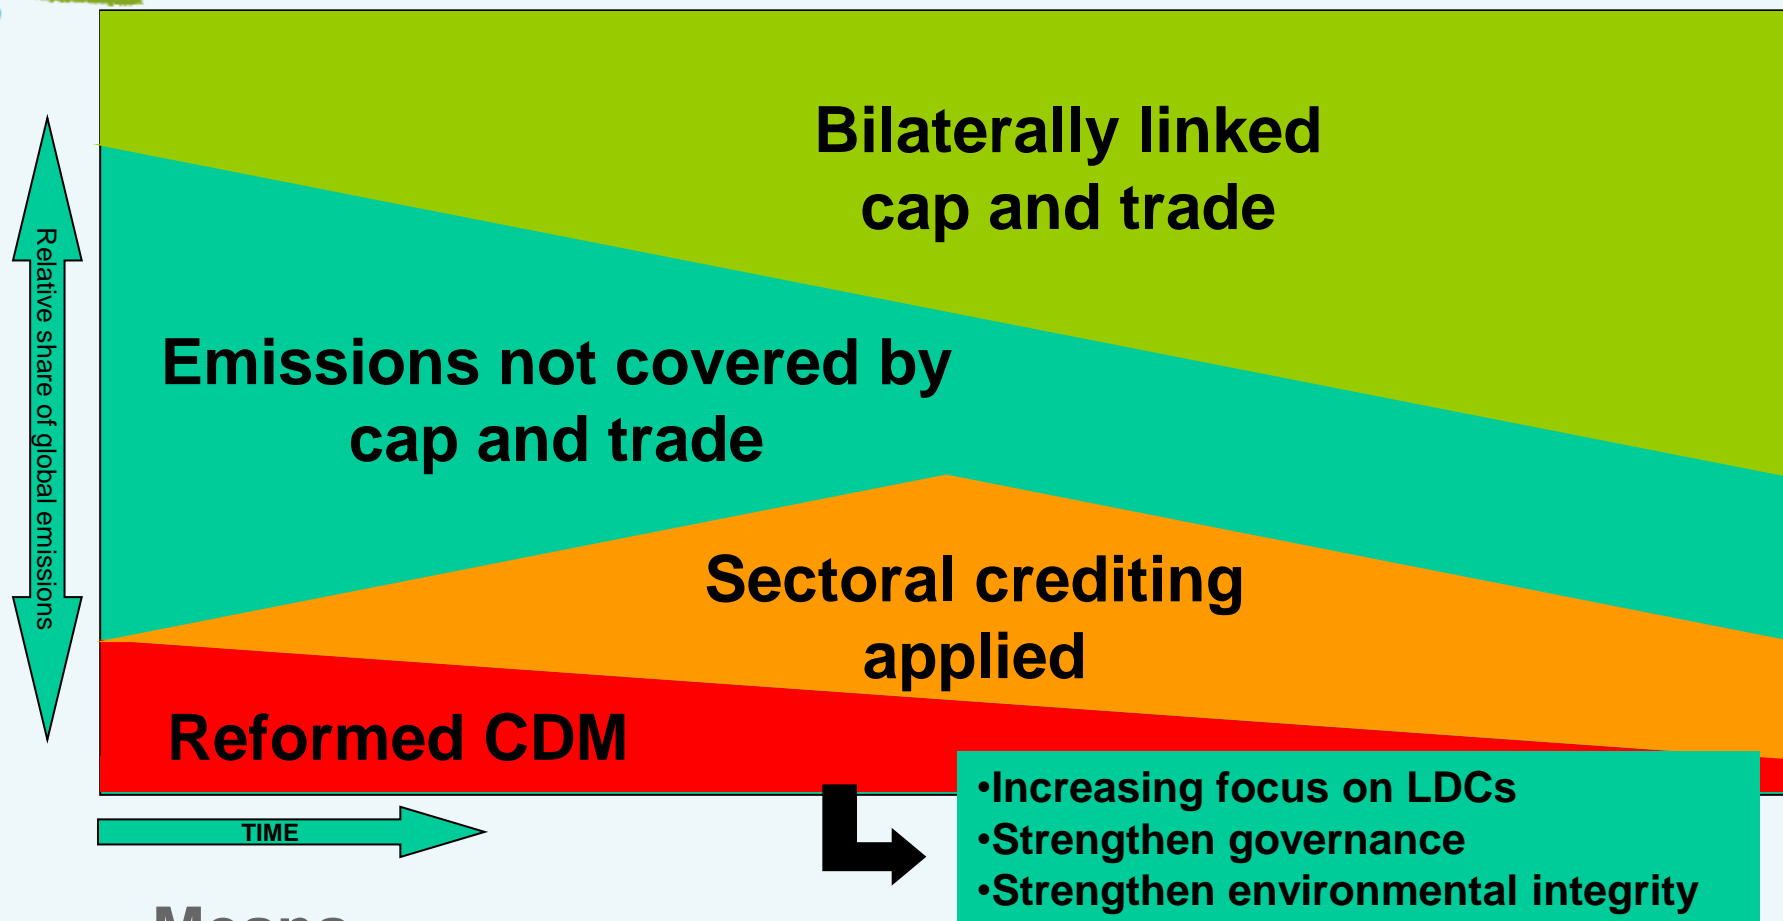 Bilaterally linked
cap and trade
Relative share of global emissions
Emissions not covered by
cap and trade
Sectoral crediting
applied
Reformed CDM
•Increasing focus on LDCs
•Strengthen governance
•Strengthen environmental integrity
TIME
Means